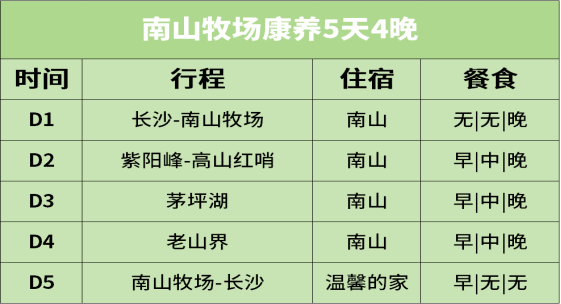 南山牧场康养5天4晚
时间 行程 住宿 餐食
D1 长沙-南山牧场 南山 无|无|晚
D2 紫阳峰-高山红哨 南山 早|中|晚
D3 茅坪湖 南山 早|中|晚
D4 老山界 南山 早|中|晚
D5 南山牧场-长沙 温馨的家 早|无|无